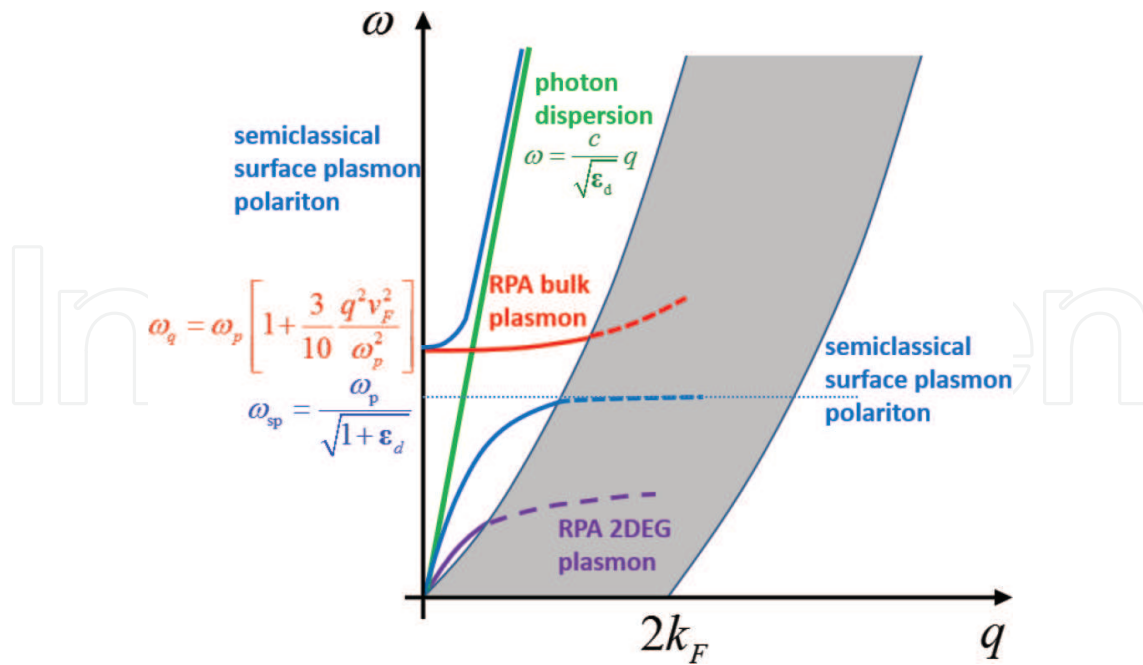 ω
photon
dispersion
ω = c/√ε_d q
semiclassical
surface plasmon
polariton
RPA bulk
plasmon
ω_q = ω_p [1 + 3/10 q²v_F²/ω_p²]
semiclassical
surface plasmon
polariton
ω_sp = ω_p/√(1 + ε_d)
RPA 2DEG
plasmon
2k_F
q